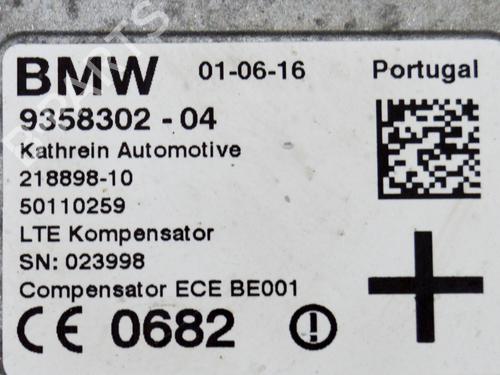 BMW 01-06-16 Portugal
9358302 - 04
Kathrein Automotive
218898-10
50110259
LTE Kompensator
SN: 023998
Compensator ECE BE001
CE 0682